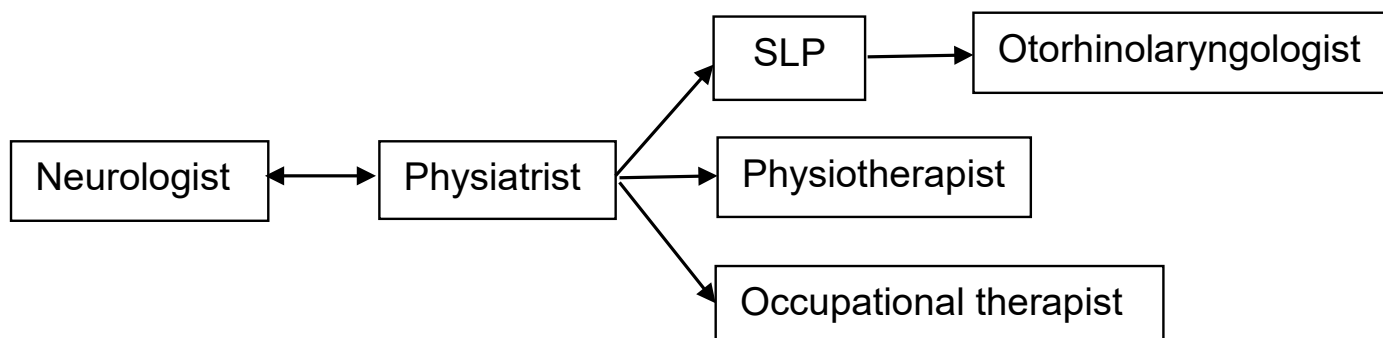 SLP
Otorhinolaryngologist
Neurologist
Physiatrist
Physiotherapist
Occupational therapist